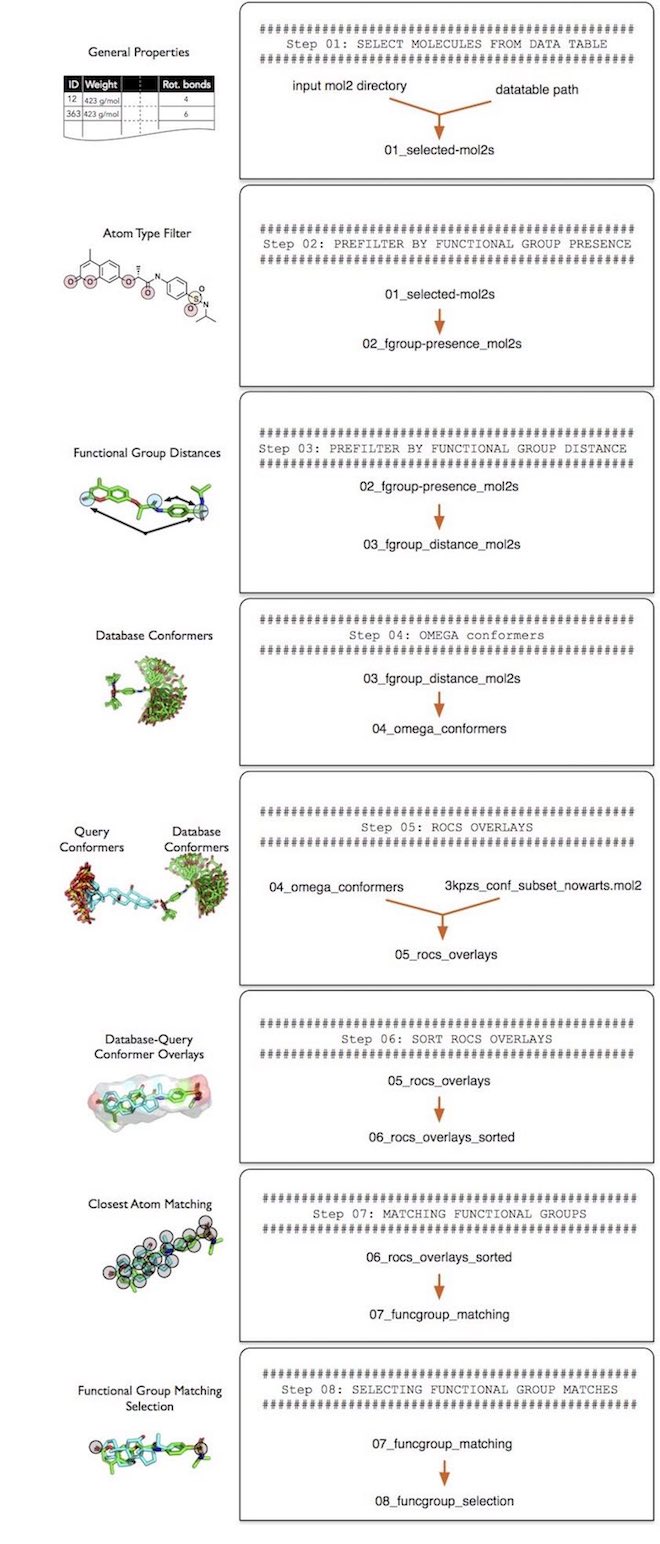 General Properties
ID Weight Rot. bonds
12 423 g/mol 4
363 423 g/mol 6
################################################
Step 01: SELECT MOLECULES FROM DATA TABLE
################################################
input mol2 directory
datatable path
01_selected-mol2s
Atom Type Filter
O O O N O S O O N
################################################
Step 02: PREFILTER BY FUNCTIONAL GROUP PRESENCE
################################################
01_selected-mol2s
02_fgroup-presence_mol2s
Functional Group Distances
################################################
Step 03: PREFILTER BY FUNCTIONAL GROUP DISTANCE
################################################
02_fgroup-presence_mol2s
03_fgroup_distance_mol2s
Database Conformers
################################################
Step 04: OMEGA conformers
################################################
03_fgroup_distance_mol2s
04_omega_conformers
Query
Conformers
Database
Conformers
################################################
Step 05: ROCS OVERLAYS
################################################
04_omega_conformers
3kpzs_conf_subset_nowarts.mol2
05_rocs_overlays
Database-Query
Conformer Overlays
################################################
Step 06: SORT ROCS OVERLAYS
################################################
05_rocs_overlays
06_rocs_overlays_sorted
Closest Atom Matching
################################################
Step 07: MATCHING FUNCTIONAL GROUPS
################################################
06_rocs_overlays_sorted
07_funcgroup_matching
Functional Group Matching
Selection
################################################
Step 08: SELECTING FUNCTIONAL GROUP MATCHES
################################################
07_funcgroup_matching
08_funcgroup_selection